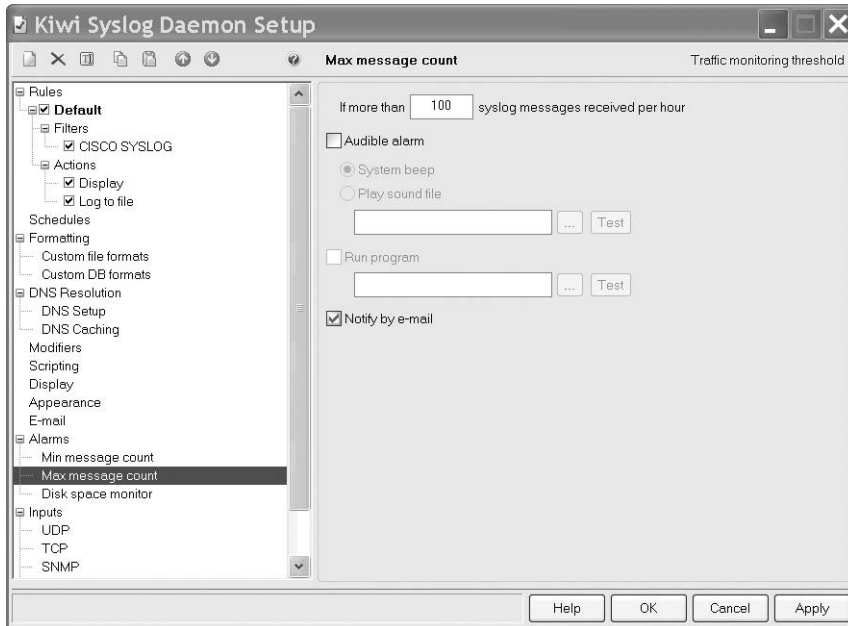 Kiwi Syslog Daemon Setup
Max message count
Traffic monitoring threshold
Rules
Default
Filters
CISCO SYSLOG
Actions
Display
Log to file
Schedules
Formatting
Custom file formats
Custom DB formats
DNS Resolution
DNS Setup
DNS Caching
Modifiers
Scripting
Display
Appearance
E-mail
Alarms
Min message count
Max message count
Disk space monitor
Inputs
UDP
TCP
SNMP
If more than 100 syslog messages received per hour
Audible alarm
System beep
Play sound file
... Test
Run program
... Test
Notify by e-mail
Help OK Cancel Apply